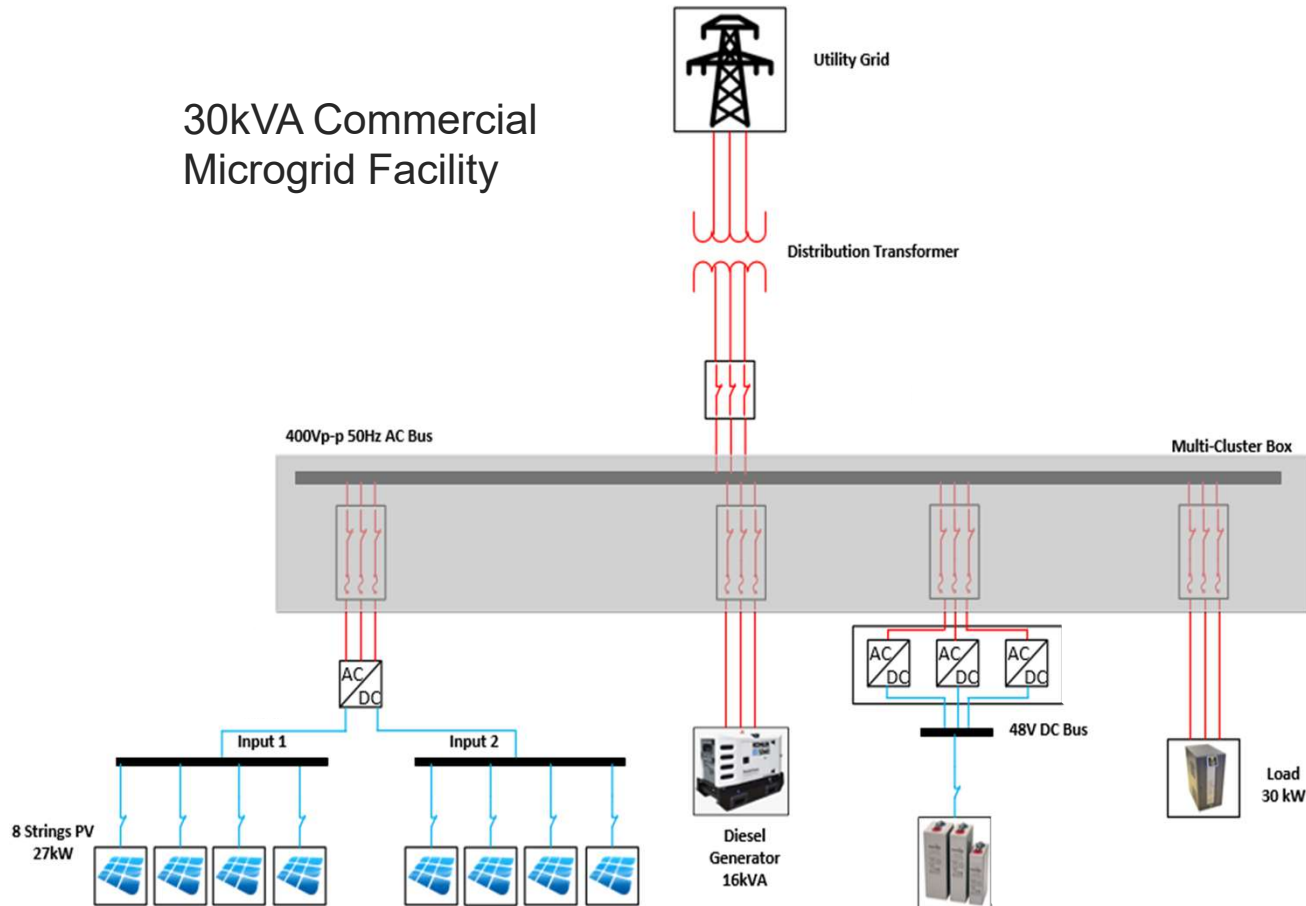 30kVA Commercial
Microgrid Facility
Utility Grid
Distribution Transformer
400Vp-p 50Hz AC Bus
Multi-Cluster Box
AC
DC
AC
DC
AC
DC
AC
DC
Input 1
Input 2
48V DC Bus
8 Strings PV
27kW
Diesel
Generator
16kVA
Load
30 kW